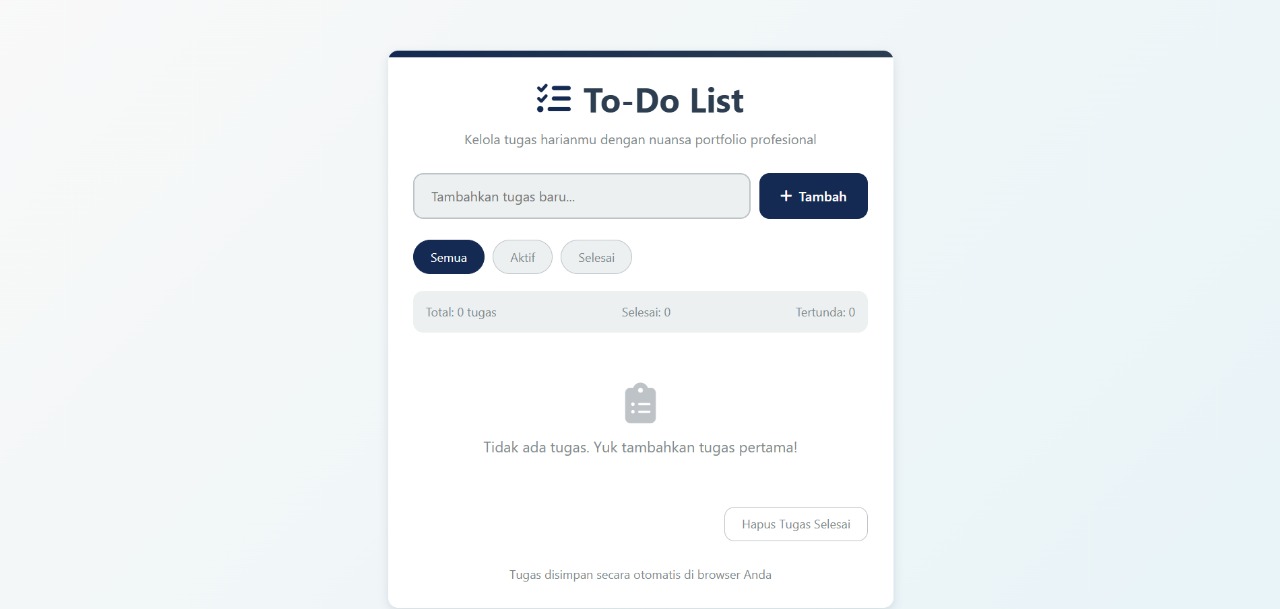 To-Do List
Kelola tugas harianmu dengan nuansa portfolio profesional
Tambahkan tugas baru...
Tambah
Semua
Aktif
Selesai
Total: 0 tugas
Selesai: 0
Tertunda: 0
Tidak ada tugas. Yuk tambahkan tugas pertama!
Hapus Tugas Selesai
Tugas disimpan secara otomatis di browser Anda